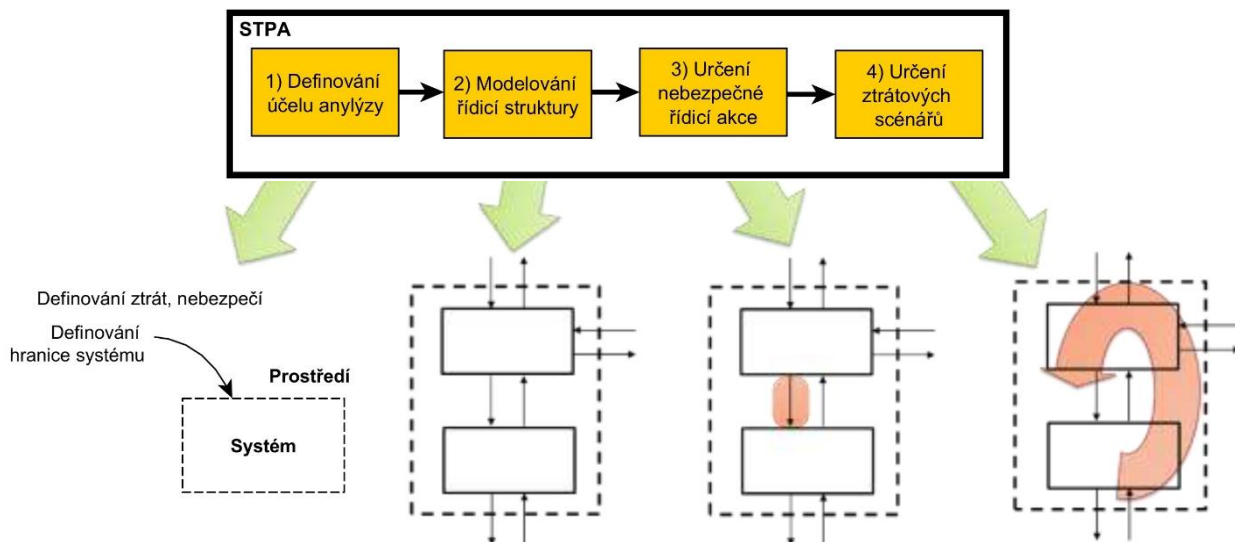 STPA
1) Definování
účelu anylýzy
2) Modelování
řídicí struktury
3) Určení
nebezpečné
řídicí akce
4) Určení
ztrátových
scénářů
Definování ztrát, nebezpečí
Definování
hranice systému
Prostředí
Systém